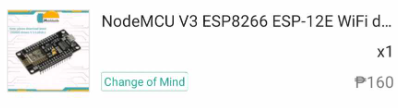 NodeMCU V3 ESP8266 ESP-12E WiFi d...
x1
Change of Mind
₱160